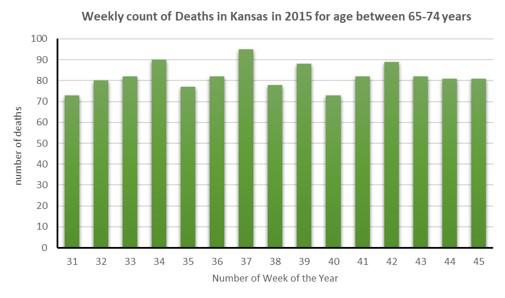 Weekly count of Deaths in Kansas in 2015 for age between 65-74 years
number of deaths
100
90
80
70
60
50
40
30
20
10
0
31 32 33 34 35 36 37 38 39 40 41 42 43 44 45
Number of Week of the Year